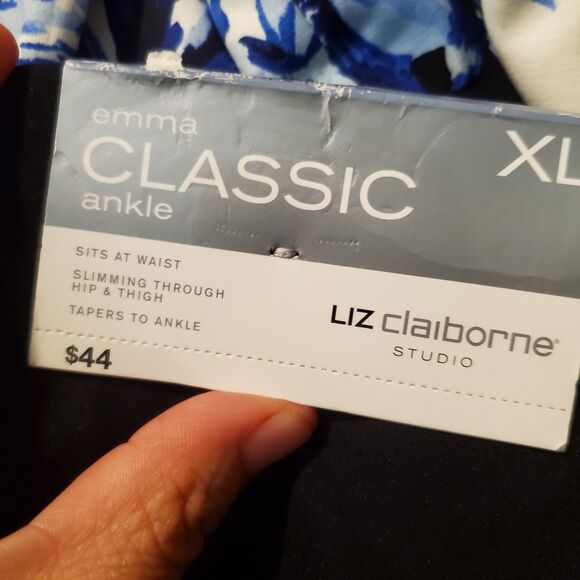 emma
CLASSIC
ankle
XL
SITS AT WAIST
SLIMMING THROUGH
HIP & THIGH
TAPERS TO ANKLE
LIZ claiborne®
STUDIO
$44